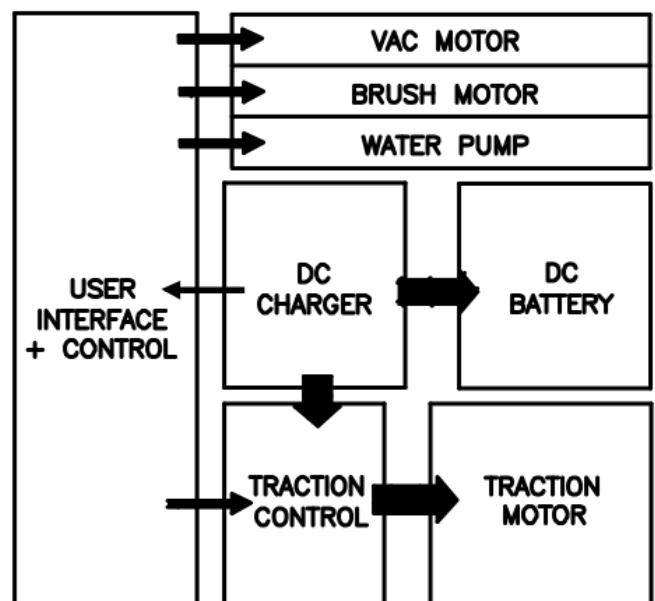 VAC MOTOR
BRUSH MOTOR
WATER PUMP
USER
INTERFACE
+ CONTROL
DC
CHARGER
DC
BATTERY
TRACTION
CONTROL
TRACTION
MOTOR